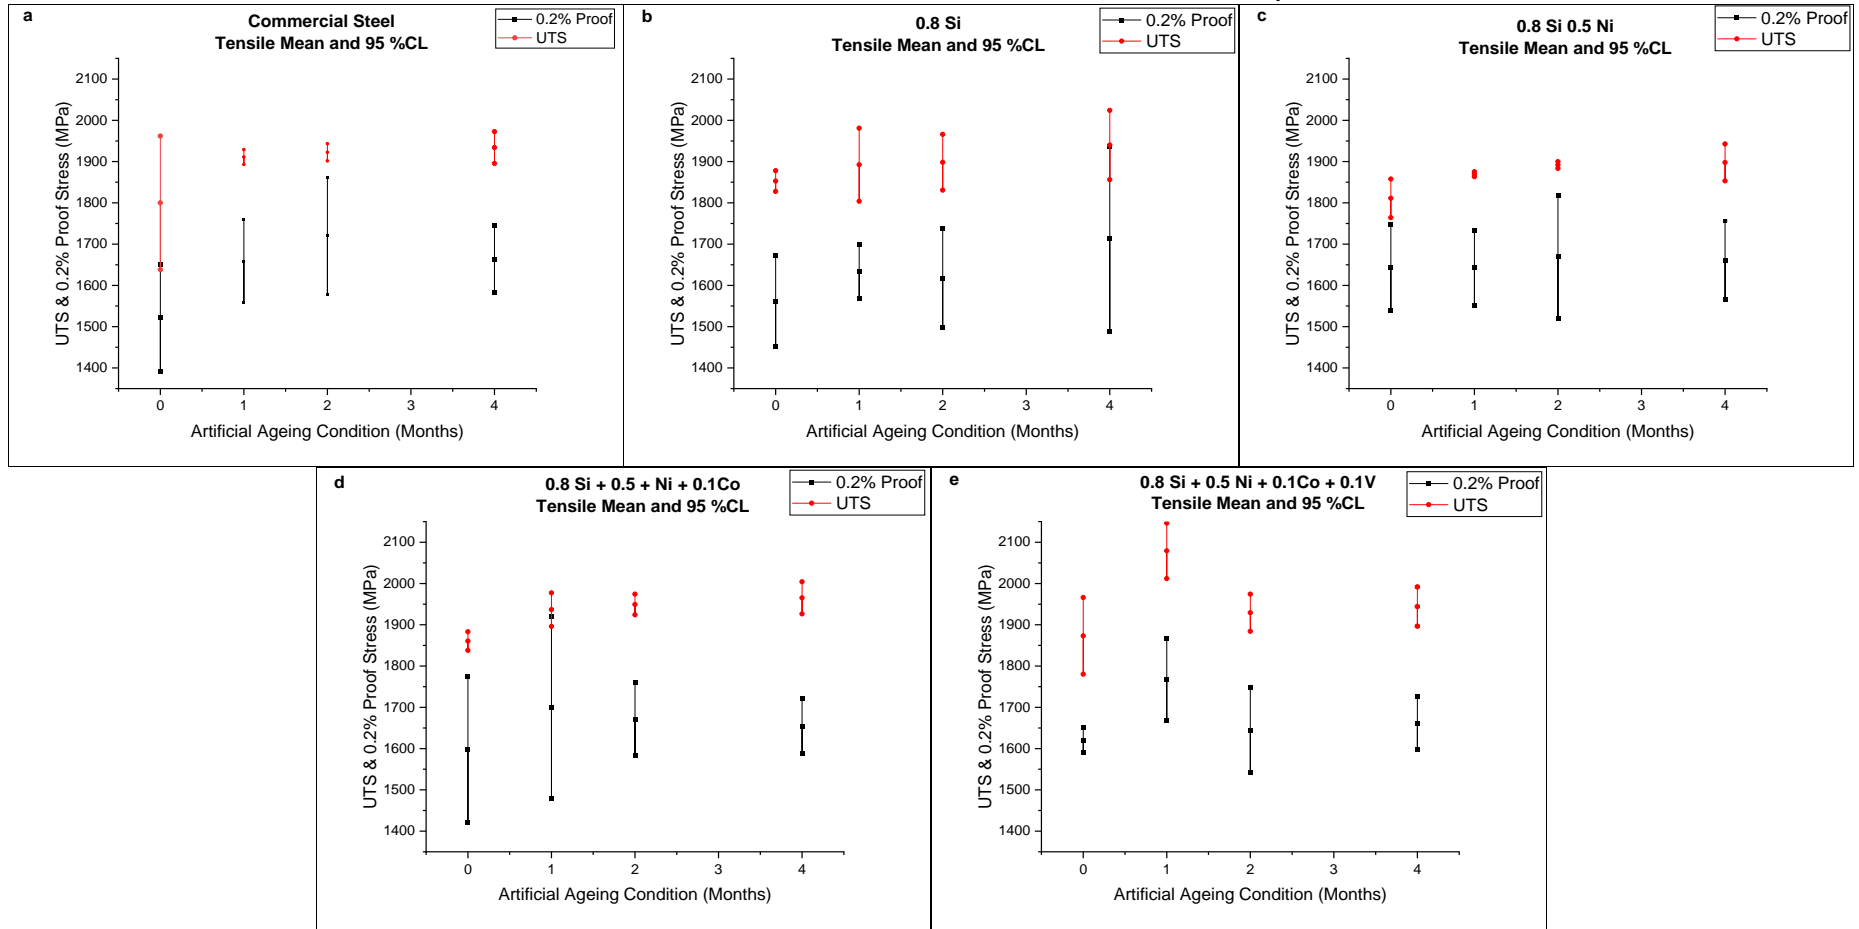 a
Commercial Steel
Tensile Mean and 95 %CL
0.2% Proof
UTS
UTS & 0.2% Proof Stress (MPa)
2100
2000
1900
1800
1700
1600
1500
1400
0 1 2 3 4
Artificial Ageing Condition (Months)
b
0.8 Si
Tensile Mean and 95 %CL
0.2% Proof
UTS
UTS & 0.2% Proof Stress (MPa)
2100
2000
1900
1800
1700
1600
1500
1400
0 1 2 3 4
Artificial Ageing Condition (Months)
c
0.8 Si 0.5 Ni
Tensile Mean and 95 %CL
0.2% Proof
UTS
UTS & 0.2% Proof Stress (MPa)
2100
2000
1900
1800
1700
1600
1500
1400
0 1 2 3 4
Artificial Ageing Condition (Months)
d
0.8 Si + 0.5 + Ni + 0.1Co
Tensile Mean and 95 %CL
0.2% Proof
UTS
UTS & 0.2% Proof Stress (MPa)
2100
2000
1900
1800
1700
1600
1500
1400
0 1 2 3 4
Artificial Ageing Condition (Months)
e
0.8 Si + 0.5 Ni + 0.1Co + 0.1V
Tensile Mean and 95 %CL
0.2% Proof
UTS
UTS & 0.2% Proof Stress (MPa)
2100
2000
1900
1800
1700
1600
1500
1400
0 1 2 3 4
Artificial Ageing Condition (Months)